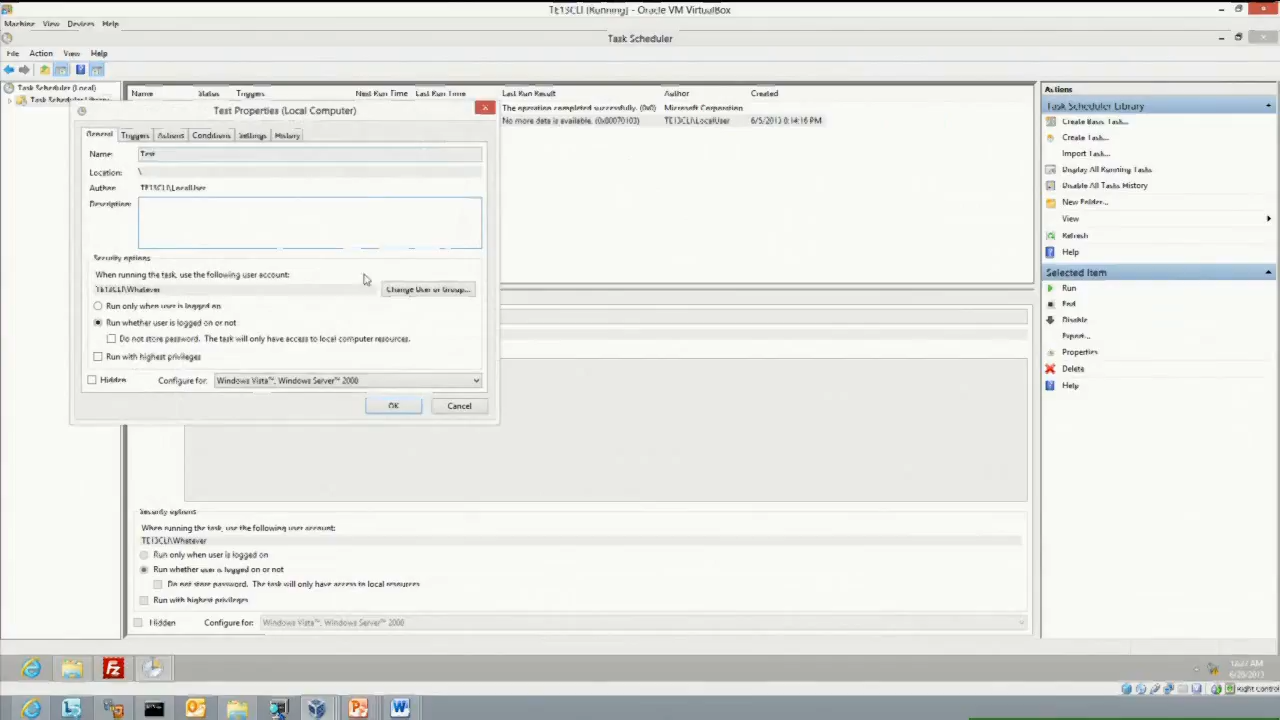 TE13CLI [Running] - Oracle VM VirtualBox
Machine View Devices Help
Task Scheduler
File Action View Help
Task Scheduler (Local)
Task Scheduler Library
Name Status Triggers Next Run Time Last Run Time Last Run Result Author Created
The operation completed successfully. (0x0) Microsoft Corporation
No more data is available. (0x80070103) TE13CLI\LocalUser 6/5/2013 8:14:16 PM
Test Properties (Local Computer)
General Triggers Actions Conditions Settings History
Name: Test
Location: \
Author: TE13CLI\LocalUser
Description:
Security options
When running the task, use the following user account:
TE13CLI\Whatever
Change User or Group...
Run only when user is logged on
Run whether user is logged on or not
Do not store password. The task will only have access to local computer resources.
Run with highest privileges
Hidden Configure for: Windows Vista™, Windows Server™ 2008
OK Cancel
Security options
When running the task, use the following user account:
TE13CLI\Whatever
Run only when user is logged on
Run whether user is logged on or not
Do not store password. The task will only have access to local resources
Run with highest privileges
Hidden Configure for: Windows Vista™, Windows Server™ 2008
Actions
Task Scheduler Library
Create Basic Task...
Create Task...
Import Task...
Display All Running Tasks
Disable All Tasks History
New Folder...
View
Refresh
Help
Selected Item
Run
End
Disable
Export...
Properties
Delete
Help
AM
6/28/2013
Right Control